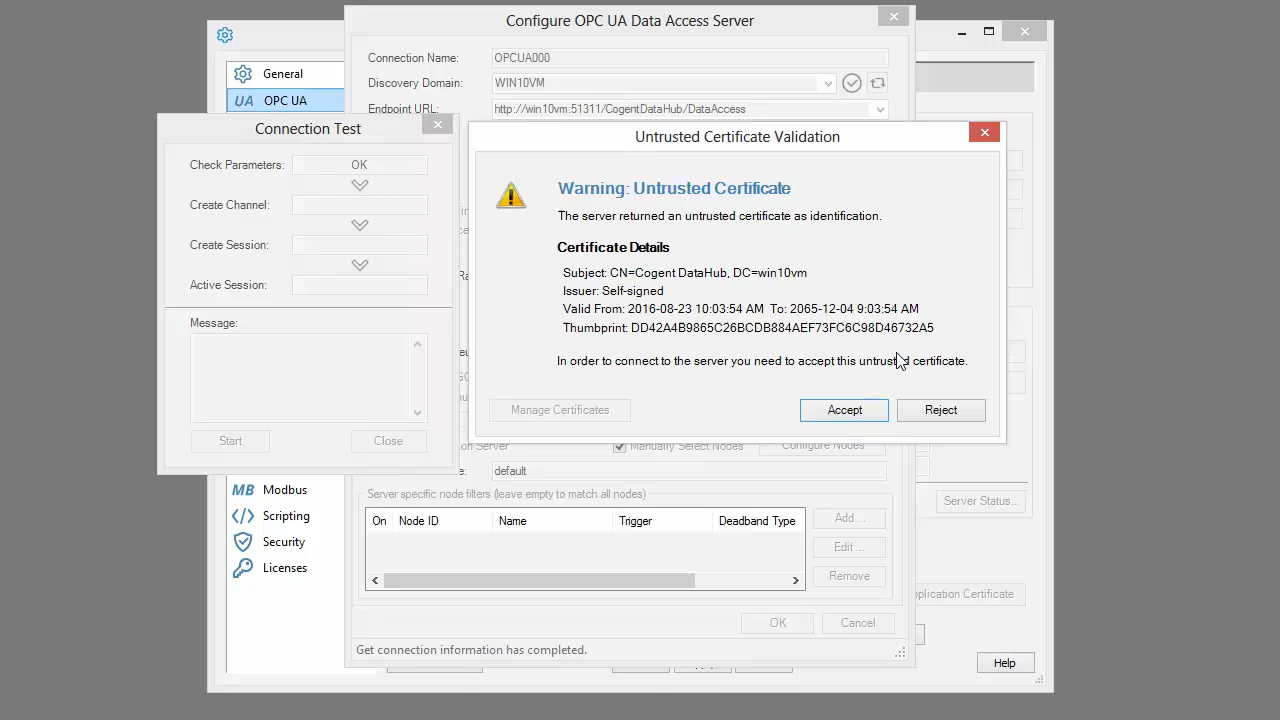 Configure OPC UA Data Access Server
Connection Name: OPCUA000
General
Discovery Domain: WIN10VM
UA OPC UA
Endpoint URL: http://win10vm:51311/CogentDataHub/DataAccess
Connection Test
Untrusted Certificate Validation
Check Parameters: OK
Create Channel:
Create Session:
Active Session:
Message:
Start
Close
Warning: Untrusted Certificate
The server returned an untrusted certificate as identification.
Certificate Details
Subject: CN=Cogent DataHub, DC=win10vm
Issuer: Self-signed
Valid From: 2016-08-23 10:03:54 AM To: 2065-12-04 9:03:54 AM
Thumbprint: DD42A4B9865C26BCDB884AEF73FC6C98D46732A5
In order to connect to the server you need to accept this untrusted certificate.
Manage Certificates
Accept
Reject
Server
Manually Select Nodes
Configure Nodes
default
MB Modbus
Server specific node filters (leave empty to match all nodes)
Server Status...
Scripting
On Node ID Name Trigger Deadband Type
Add ...
Security
Edit ...
Licenses
Remove
Application Certificate
OK
Cancel
Get connection information has completed.
Help